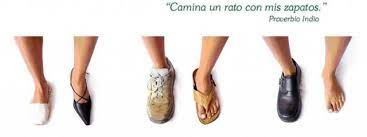 “Camina un rato con mis zapatos.”
Proverbio Indio